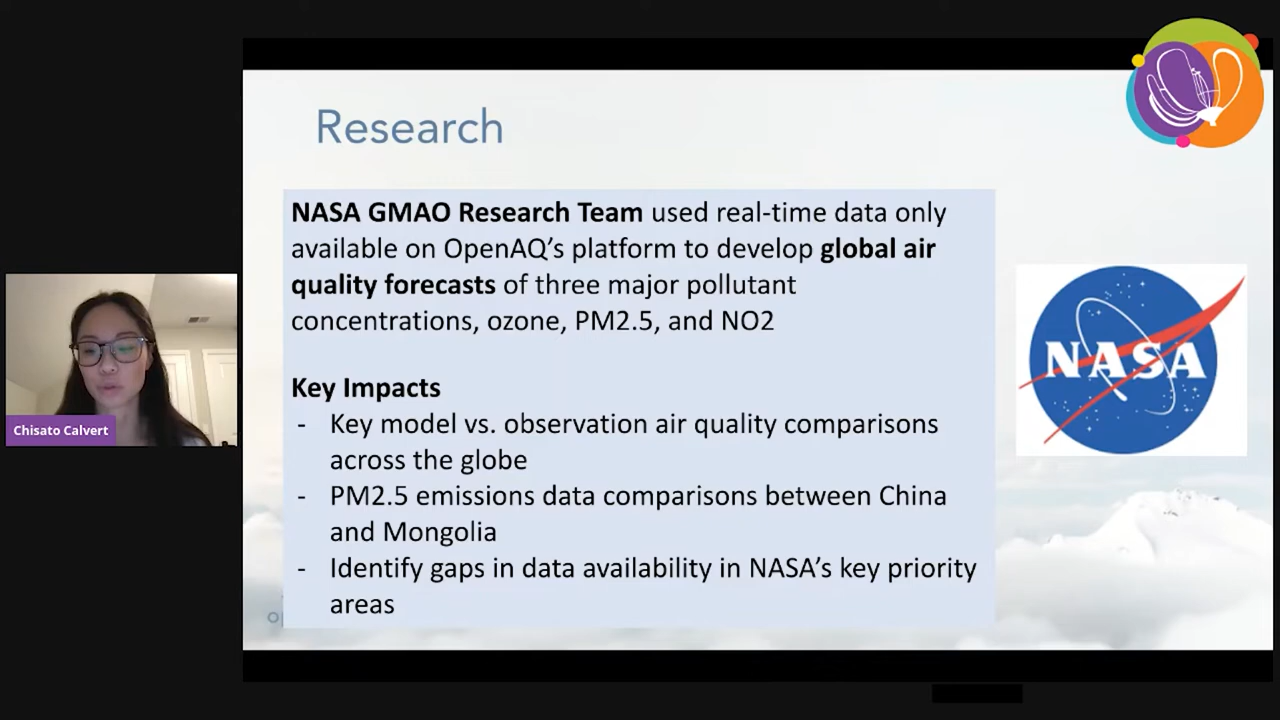 Research
NASA GMAO Research Team used real-time data only
available on OpenAQ’s platform to develop global air
quality forecasts of three major pollutant
concentrations, ozone, PM2.5, and NO2
Key Impacts
- Key model vs. observation air quality comparisons
across the globe
- PM2.5 emissions data comparisons between China
and Mongolia
- Identify gaps in data availability in NASA’s key priority
areas
NASA
Chisato Calvert